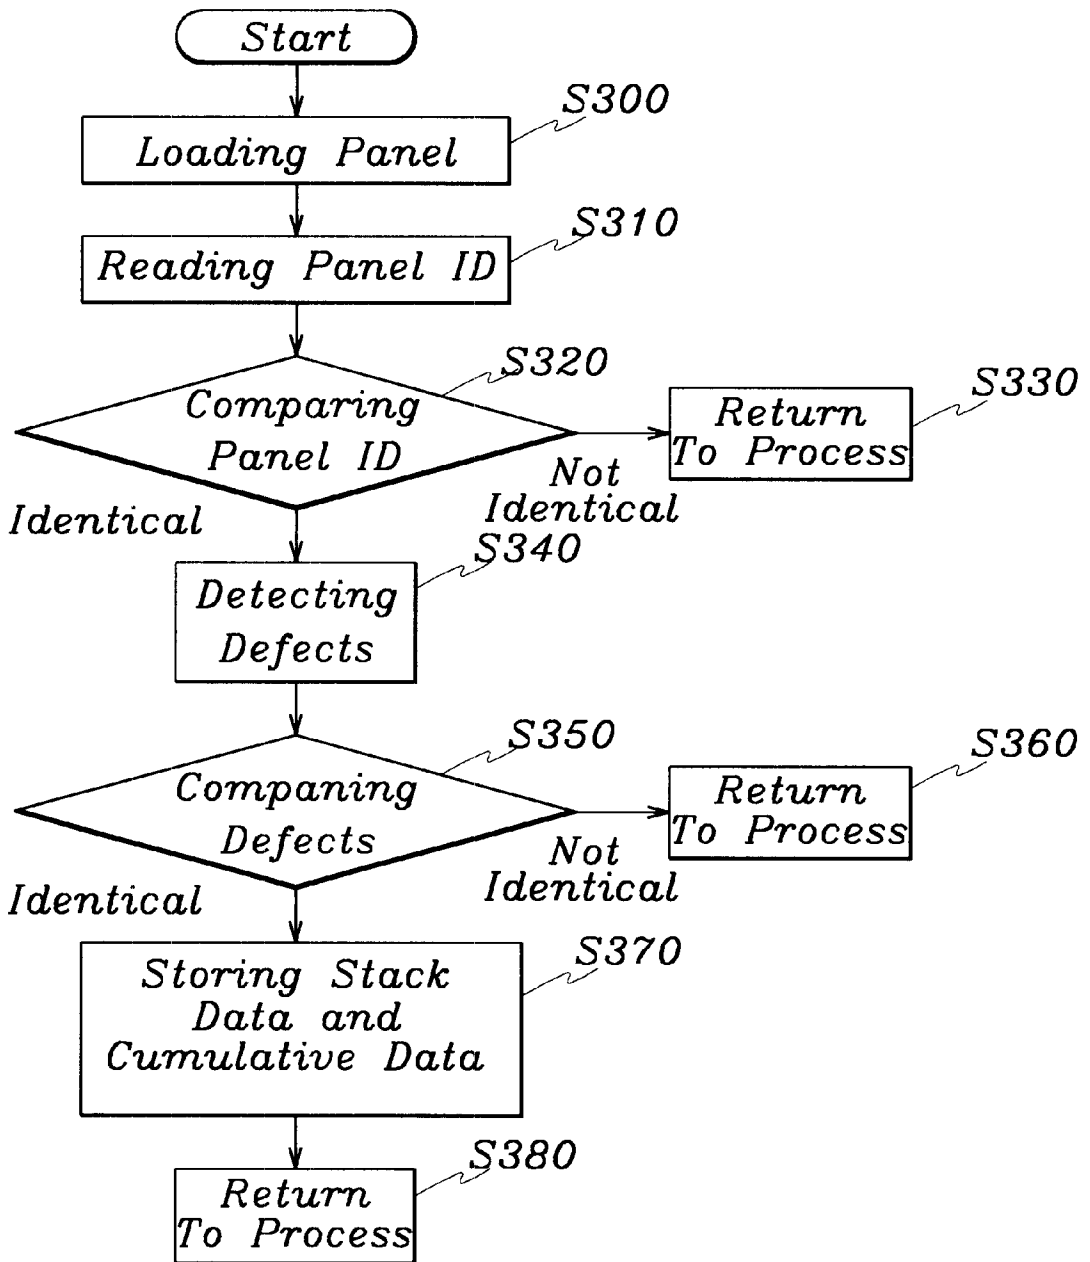 Start
S300
Loading Panel
S310
Reading Panel ID
S320
Comparing
Panel ID
S330
Return
To Process
Not
Identical
Identical
S340
Detecting
Defects
S350
Companing
Defects
S360
Return
To Process
Not
Identical
Identical
S370
Storing Stack
Data and
Cumulative Data
S380
Return
To Process